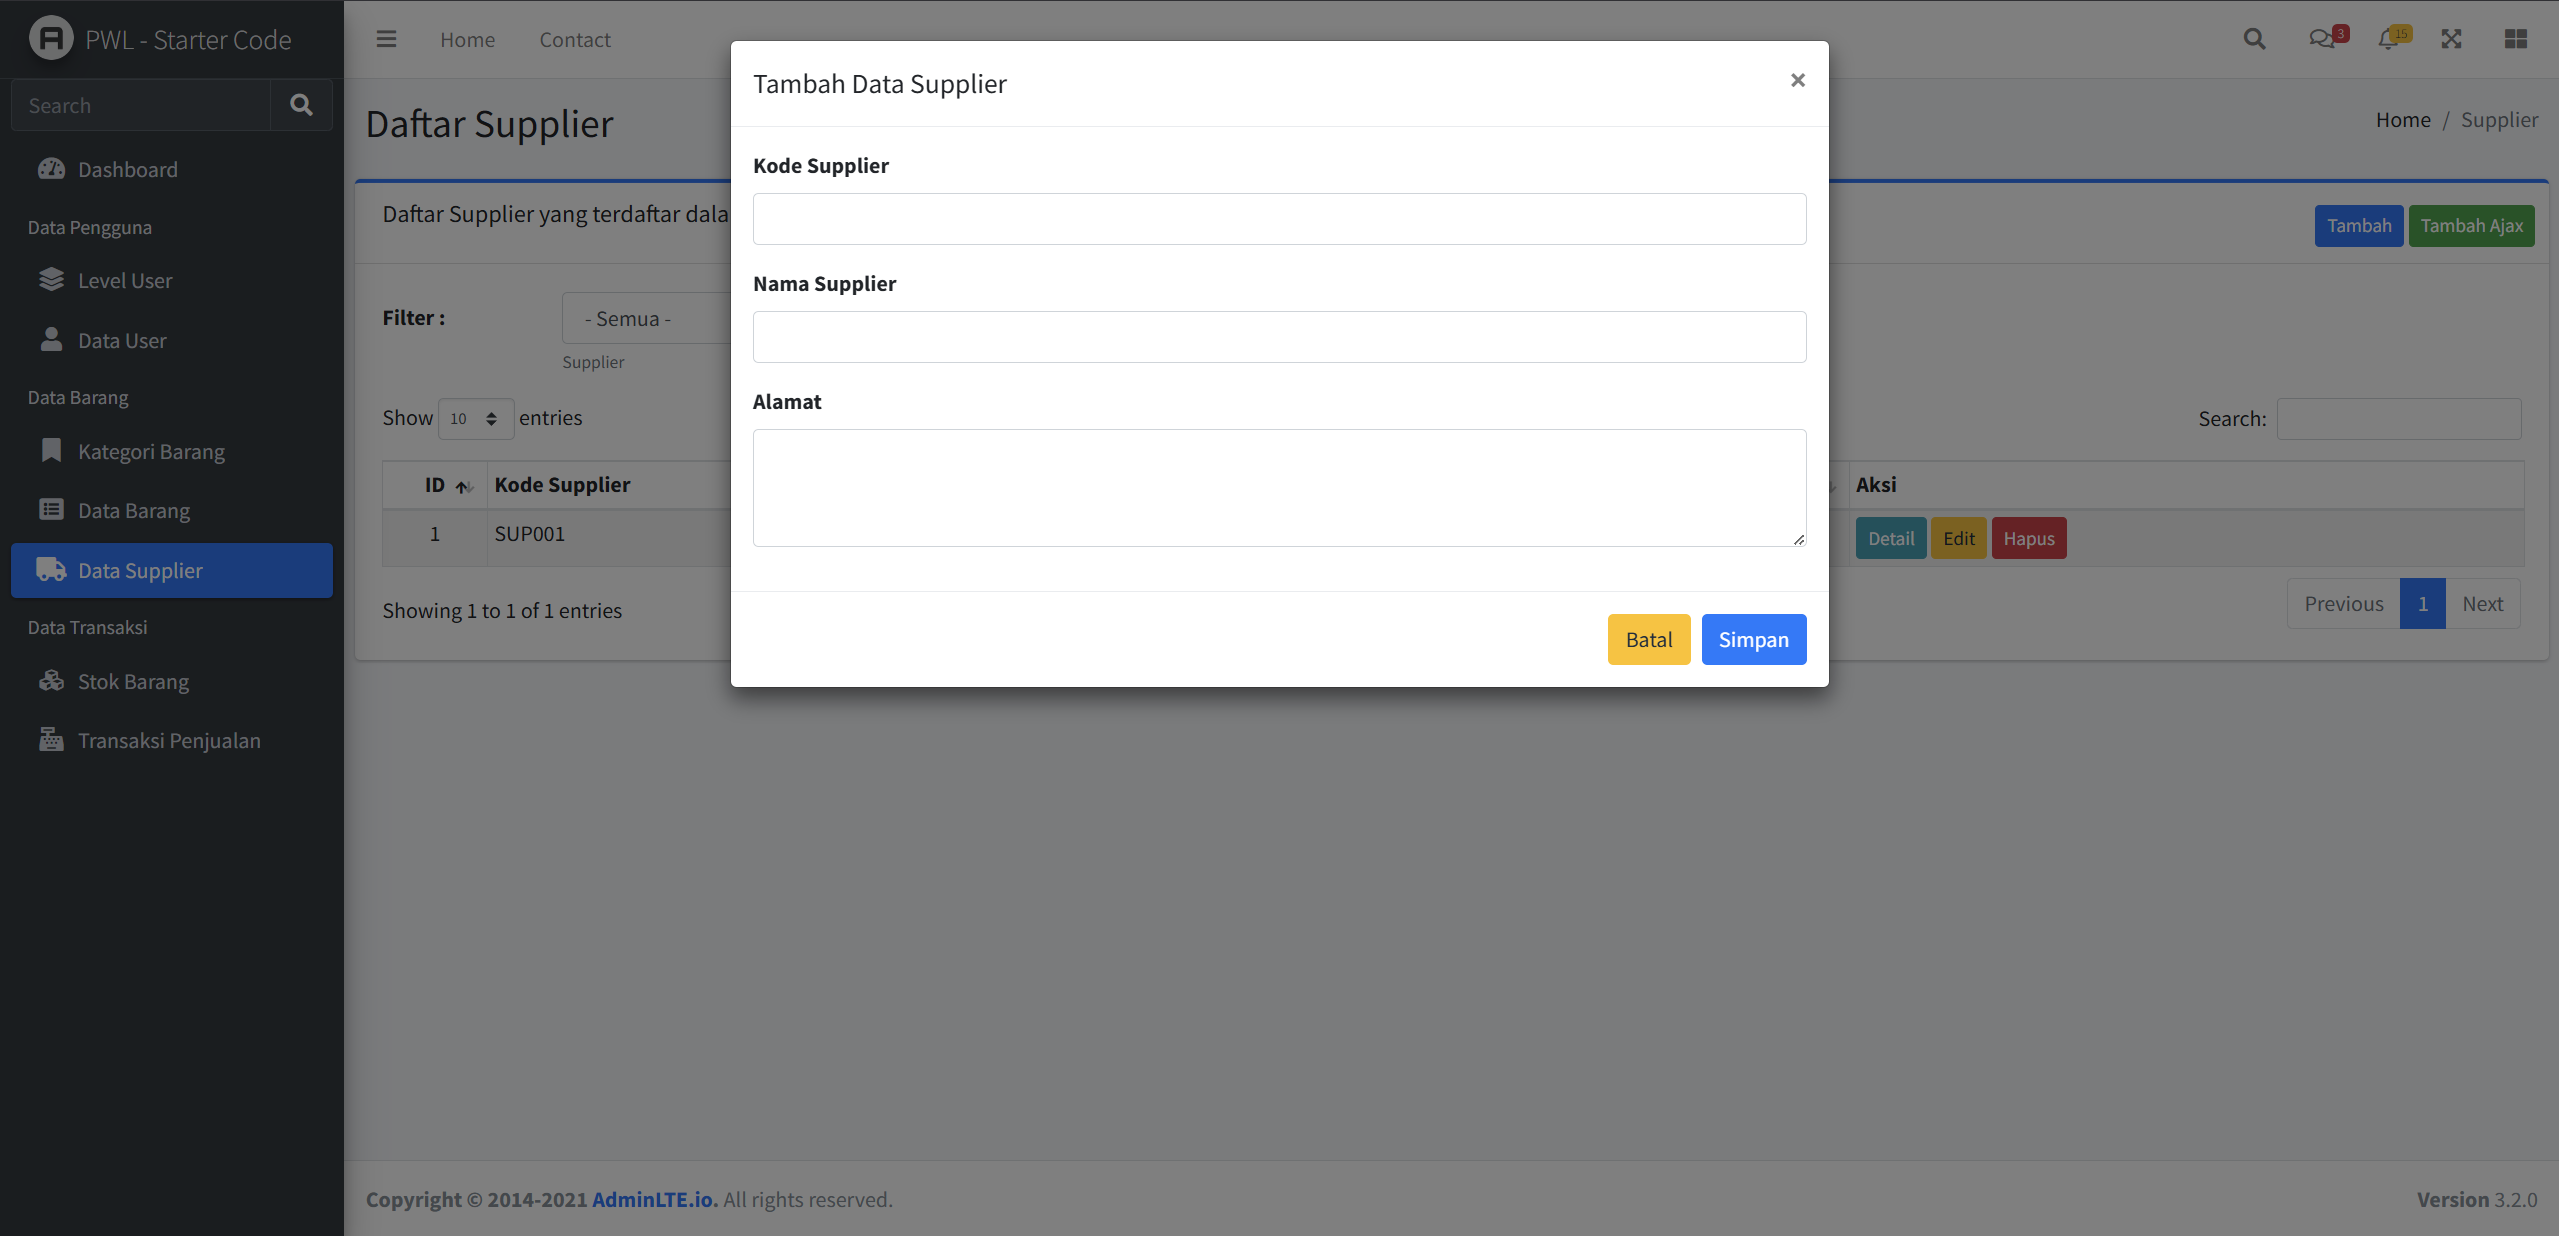 PWL - Starter Code
Search
Dashboard
Data Pengguna
Level User
Data User
Data Barang
Kategori Barang
Data Barang
Data Supplier
Data Transaksi
Stok Barang
Transaksi Penjualan
Home Contact
3
15
Daftar Supplier
Home / Supplier
Daftar Supplier yang terdaftar dala
Tambah Tambah Ajax
Filter : - Semua -
Supplier
Show 10 entries
Search:
ID Kode Supplier Aksi
1 SUP001 Detail Edit Hapus
Showing 1 to 1 of 1 entries
Previous 1 Next
Tambah Data Supplier ×
Kode Supplier
Nama Supplier
Alamat
Batal Simpan
Copyright © 2014-2021 AdminLTE.io. All rights reserved.
Version 3.2.0